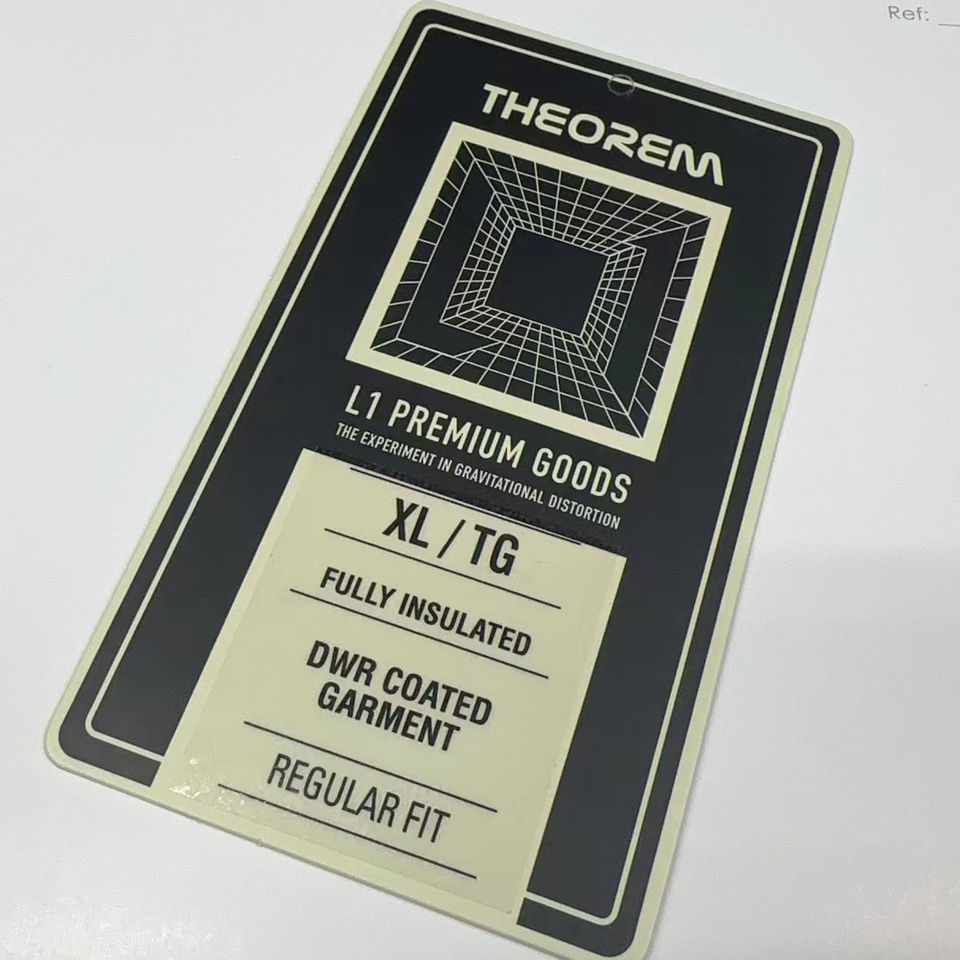 Ref:
THEOREM
L1 PREMIUM GOODS
THE EXPERIMENT IN GRAVITATIONAL DISTORTION
XL / TG
FULLY INSULATED
DWR COATED
GARMENT
REGULAR FIT